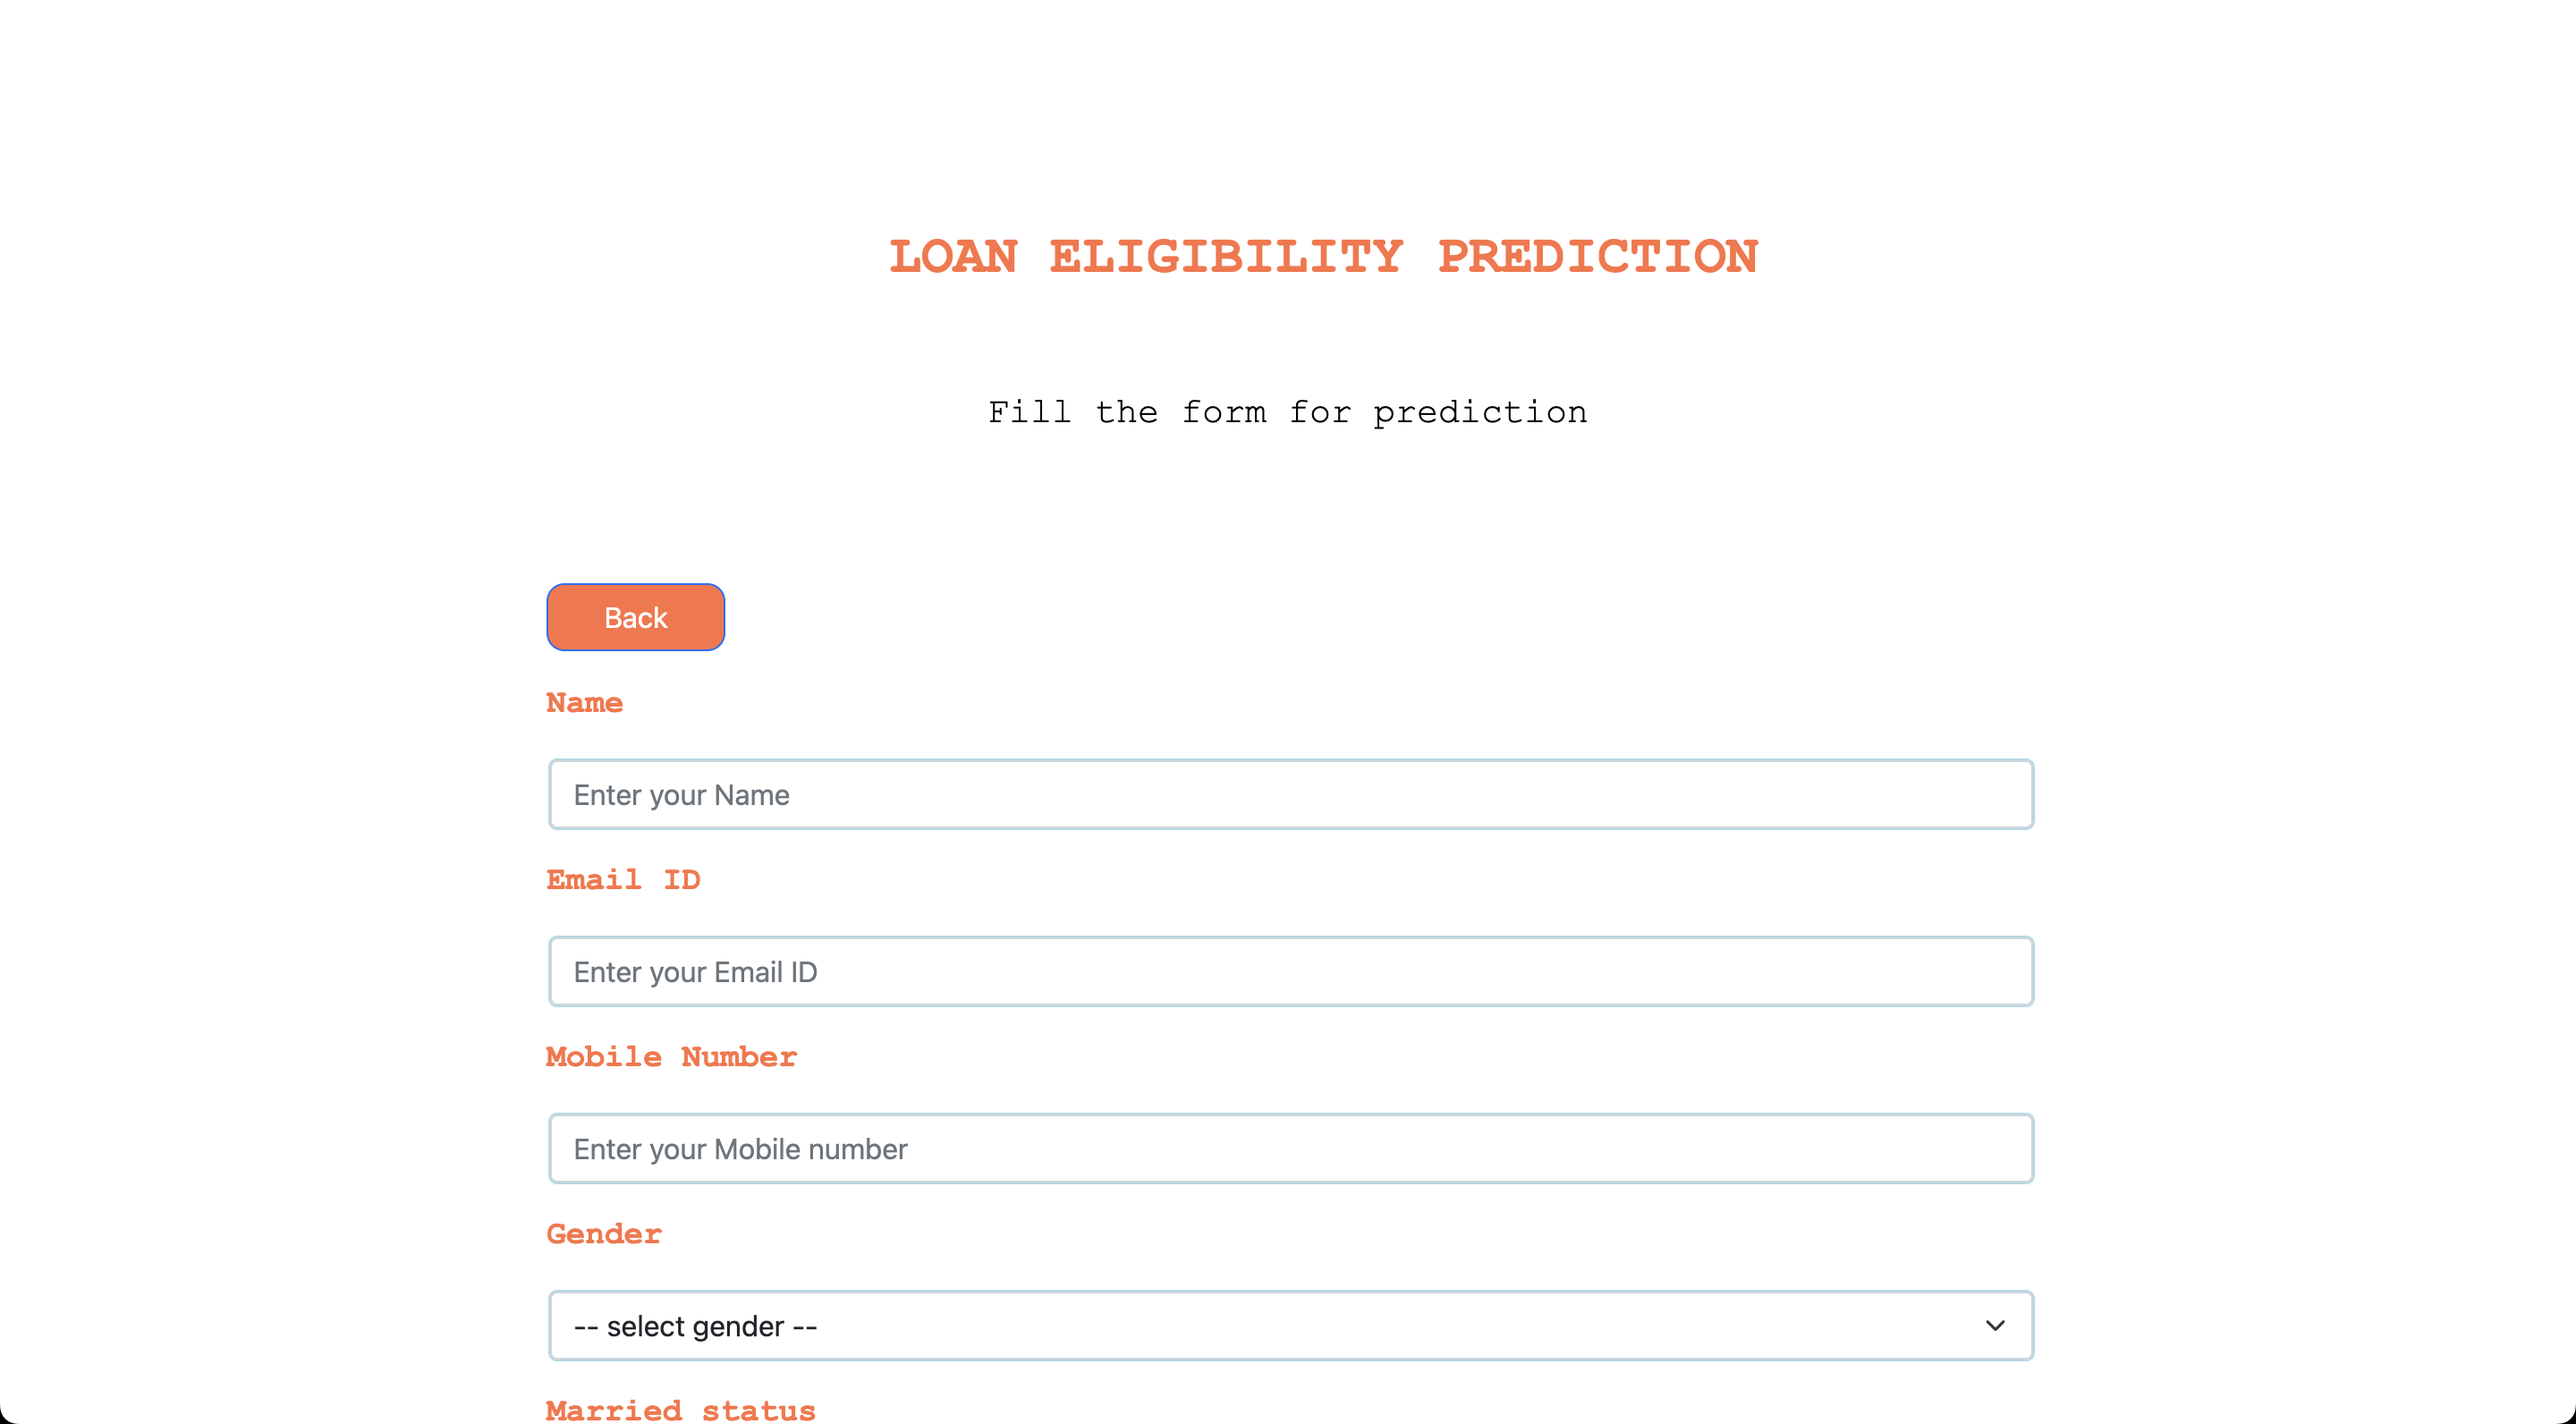 LOAN ELIGIBILITY PREDICTION
Fill the form for prediction
Back
Name
Enter your Name
Email ID
Enter your Email ID
Mobile Number
Enter your Mobile number
Gender
-- select gender --
Married status